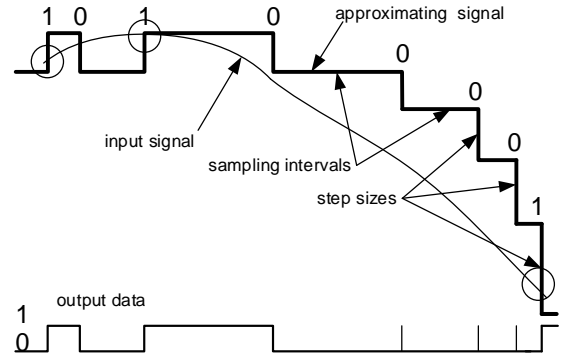 1 0 1 0
approximating signal
0
0
input signal
sampling intervals
0
step sizes
1
output data
1
0